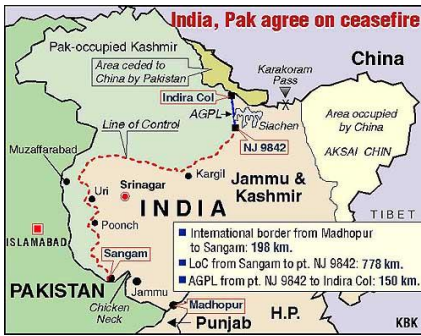 India, Pak agree on ceasefire
Pak-occupied Kashmir
China
Area ceded to
China by Pakistan
Karakoram
Pass
Indira Col
AGPL
Siachen
Area occupied
by China
AKSAI CHIN
Line of Control
NJ 9842
Muzaffarabad
Kargil
Jammu &
Kashmir
Uri
Srinagar
INDIA
TIBET
Poonch
ISLAMABAD
Sangam
International border from Madhopur
to Sangam: 198 km.
LoC from Sangam to pt. NJ 9842: 778 km.
AGPL from pt. NJ 9842 to Indira Col: 150 km.
PAKISTAN
Chicken
Neck
Jammu
Madhopur
Punjab
H.P.
KBK